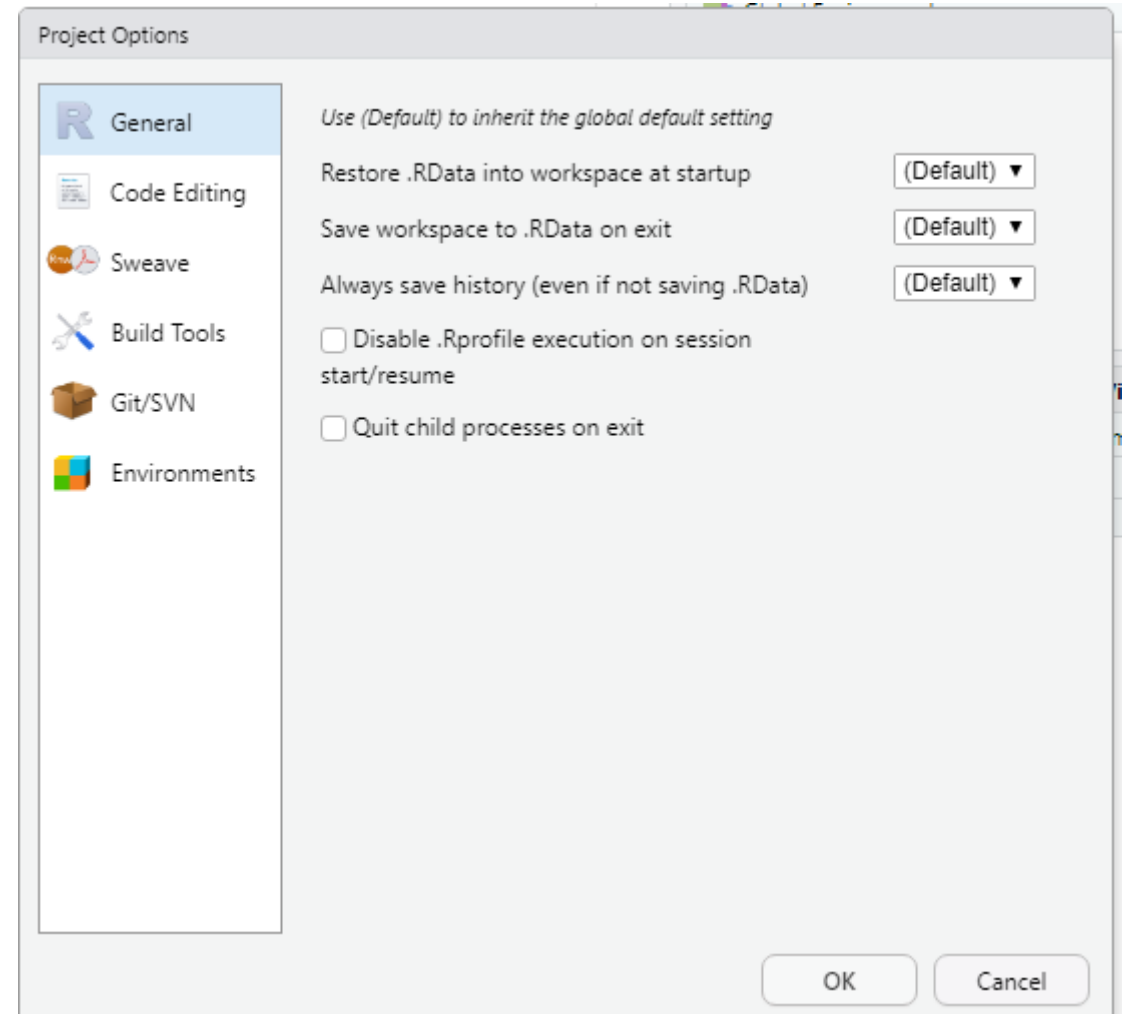 Project Options
General
Code Editing
Sweave
Build Tools
Git/SVN
Environments
Use (Default) to inherit the global default setting
Restore .RData into workspace at startup (Default)
Save workspace to .RData on exit (Default)
Always save history (even if not saving .RData) (Default)
Disable .Rprofile execution on session
start/resume
Quit child processes on exit
OK Cancel